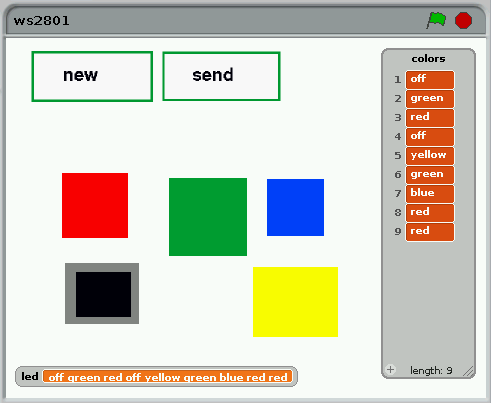 ws2801
new
send
colors
1 off
2 green
3 red
4 off
5 yellow
6 green
7 blue
8 red
9 red
+ length: 9
led off green red off yellow green blue red red